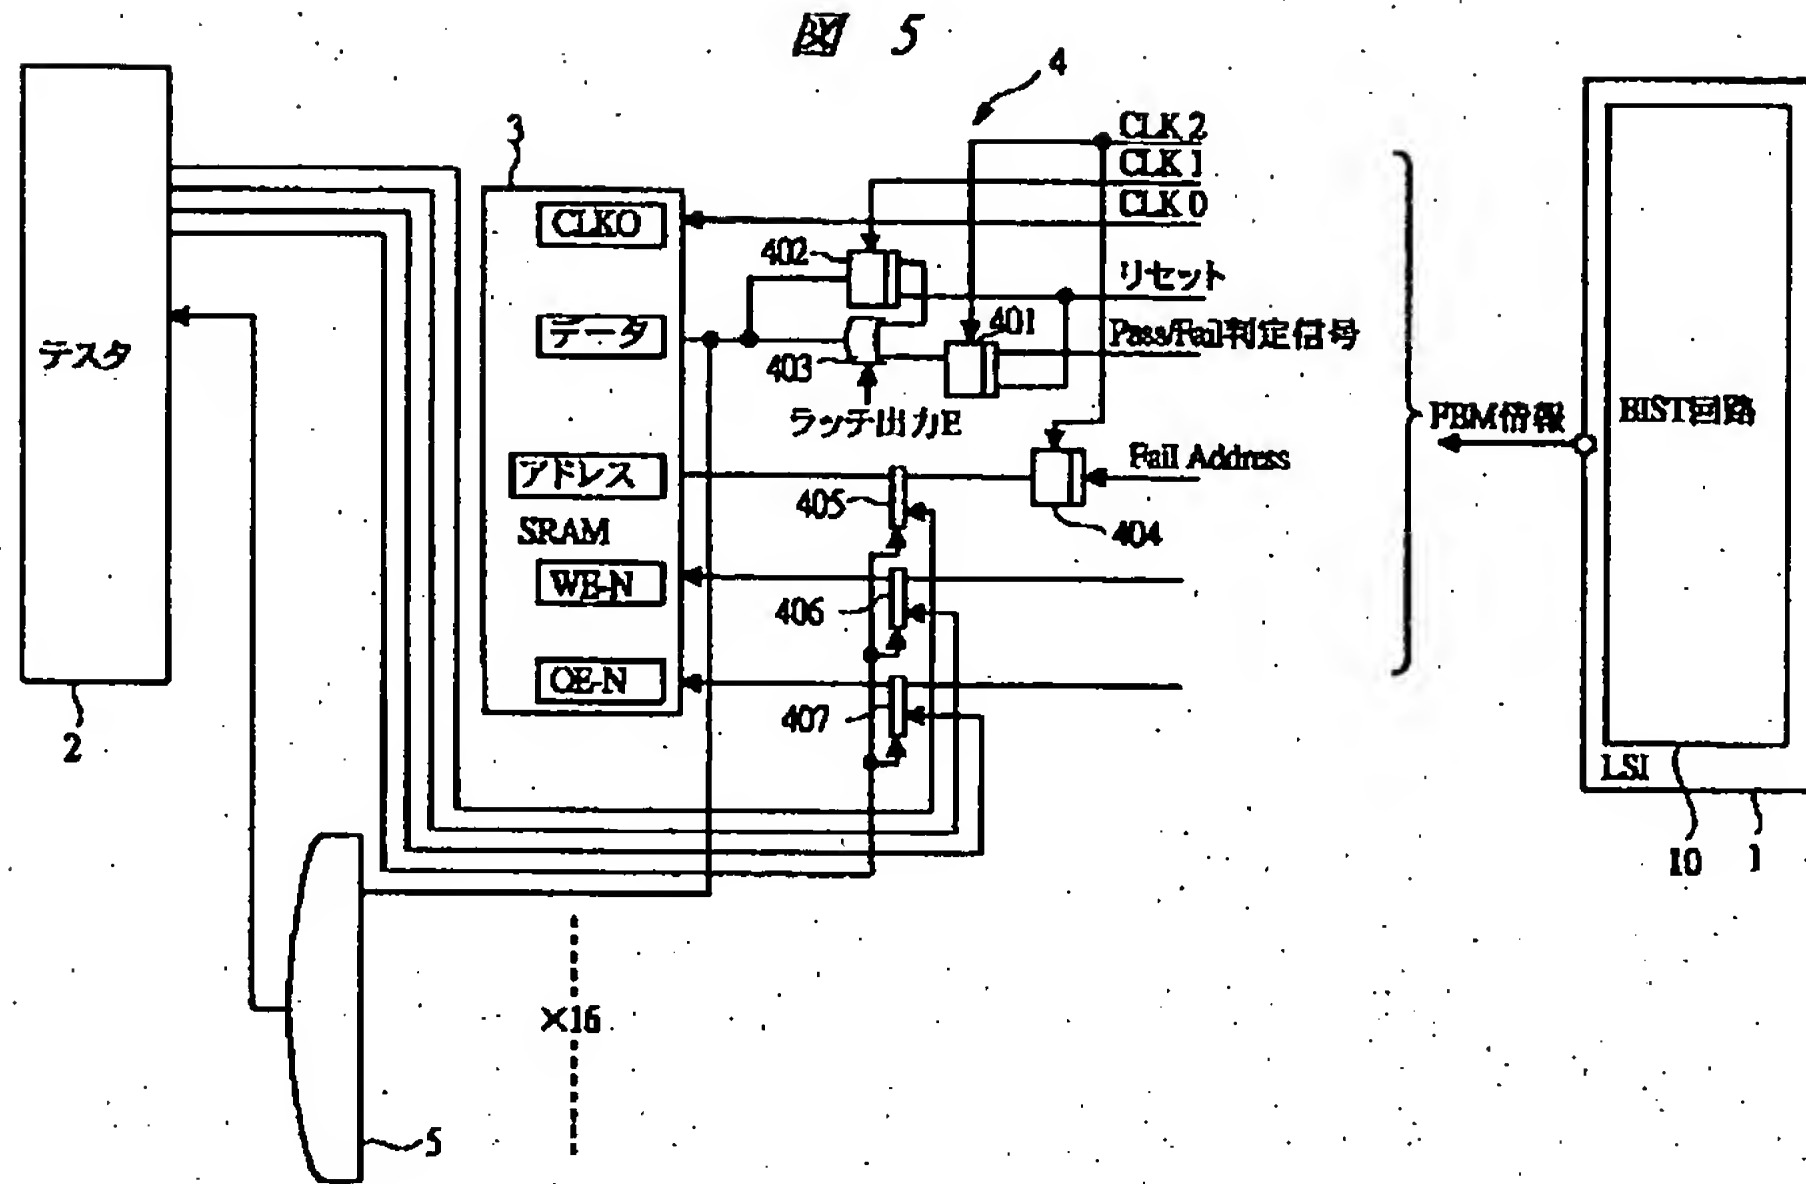 図 5
4
CLK 2
CLK 1
CLK 0
3
CLK0
402
リセット
データ
401
Pass/Fail判定信号
403
テスタ
ラッチ出力E
FBM情報
BIST回路
アドレス
Fail Address
405
SRAM
404
WE-N
406
OE-N
407
2
LSI
10
1
×16
5